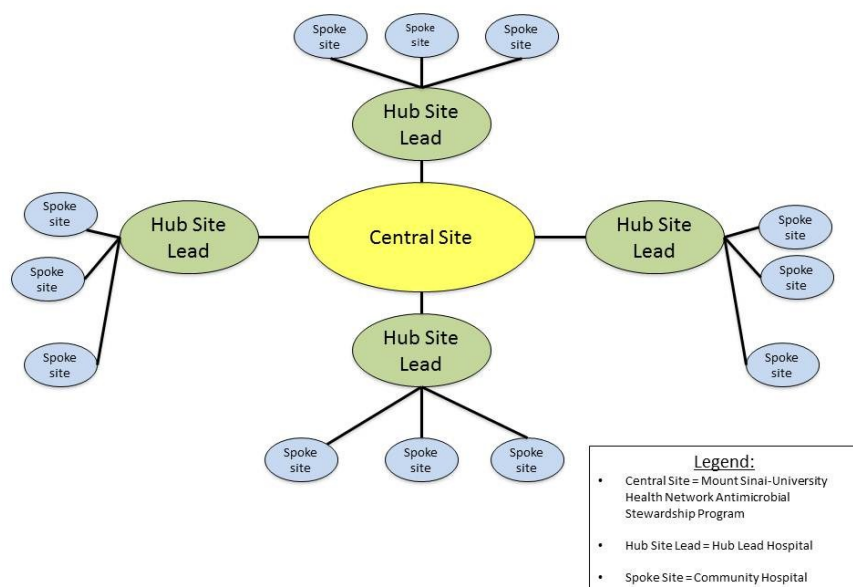 Spoke
site
Spoke
site
Spoke
site
Hub Site
Lead
Spoke
site
Spoke
site
Spoke
site
Hub Site
Lead
Central Site
Hub Site
Lead
Spoke
site
Spoke
site
Spoke
site
Hub Site
Lead
Spoke
site
Spoke
site
Spoke
site
Legend:
• Central Site = Mount Sinai-University
Health Network Antimicrobial
Stewardship Program
• Hub Site Lead = Hub Lead Hospital
• Spoke Site = Community Hospital